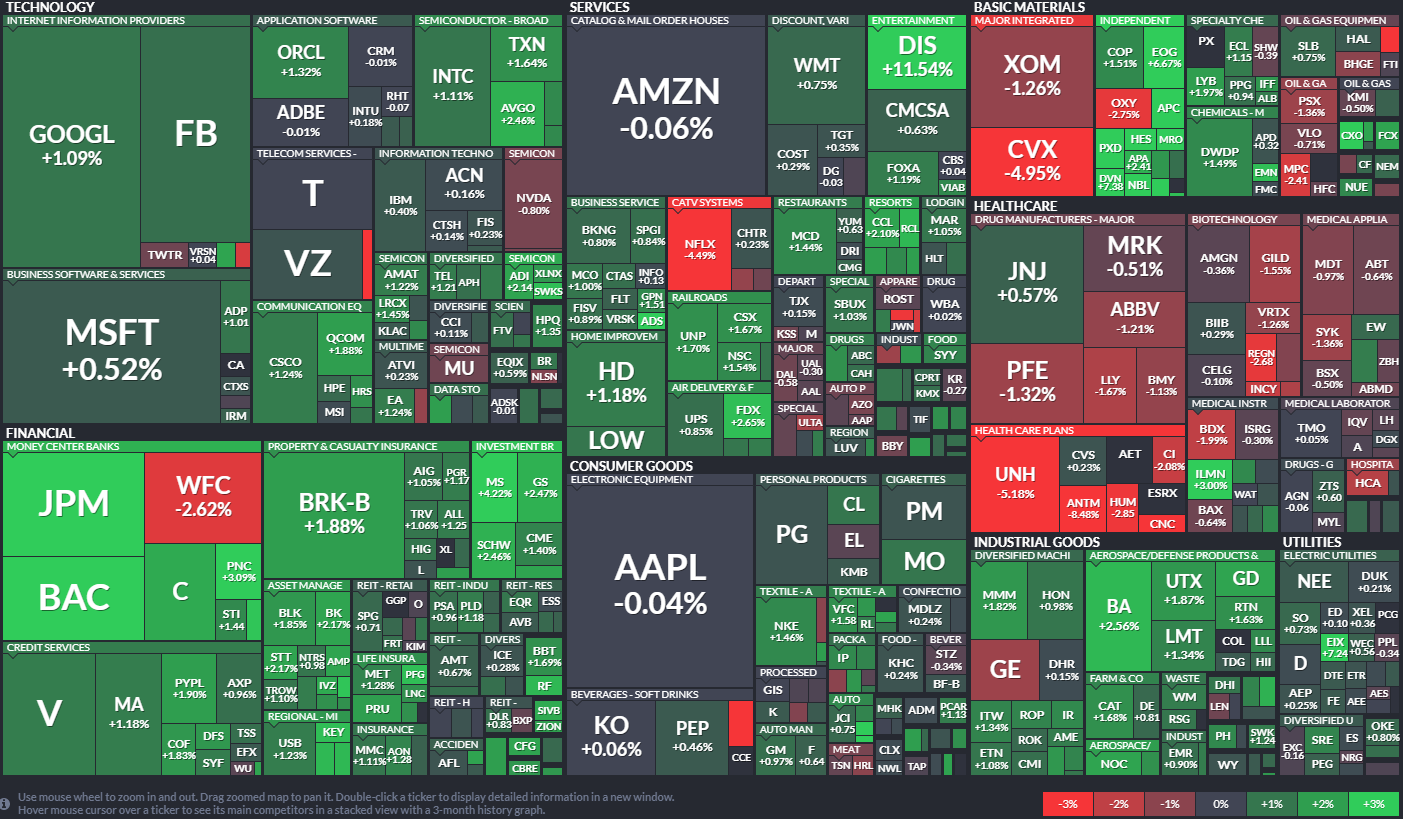 TECHNOLOGY
INTERNET INFORMATION PROVIDERS
GOOGL
+1.09%
FB
TWTR
VRSN
+0.04
BUSINESS SOFTWARE & SERVICES
MSFT
+0.52%
ADP
+1.01
CA
CTXS
IRM
APPLICATION SOFTWARE
ORCL
+1.32%
CRM
-0.01%
ADBE
-0.01%
INTU
+0.18%
RHT
-0.07
SEMICONDUCTOR - BROAD
INTC
+1.11%
TXN
+1.64%
AVGO
+2.46%
TELECOM SERVICES -
T
VZ
INFORMATION TECHNO
IBM
+0.40%
ACN
+0.16%
CTSH
+0.14%
FIS
+0.23%
SEMICON
NVDA
-0.80%
COMMUNICATION EQ
CSCO
+1.24%
QCOM
+1.88%
HPE
HRS
MSI
SEMICON
AMAT
+1.22%
LRCX
+1.45%
KLAC
DIVERSIFIED
TEL
+1.21
APH
SEMICON
ADI
+2.14
XLNX
SWKS
DIVERSIFIE
CCI
+0.11%
SCIEN
FTV
HPQ
+1.35
MULTIME
ATVI
+0.23%
EA
+1.24%
SEMICON
MU
EQIX
+0.59%
BR
NLSN
DATA STO
ADSK
-0.01
FINANCIAL
MONEY CENTER BANKS
JPM
WFC
-2.62%
BAC
C
PNC
+3.09%
STI
+1.44
CREDIT SERVICES
V
MA
+1.18%
PYPL
+1.90%
AXP
+0.96%
COF
+1.83%
DFS
SYF
TSS
EFX
WU
PROPERTY & CASUALTY INSURANCE
BRK-B
+1.88%
AIG
+1.05%
PGR
+1.17
TRV
+1.06%
ALL
+1.25
HIG
XL
L
INVESTMENT BR
MS
+4.22%
GS
+2.47%
SCHW
+2.46%
CME
+1.40%
ASSET MANAGE
BLK
+1.85%
BK
+2.17%
STT
+2.17%
NTRS
+0.98
AMP
TROW
+1.10%
IVZ
REIT - RETAI
SPG
+0.71
GGP
O
FRT
KIM
REIT - INDU
PSA
+0.96
PLD
+1.18
REIT - RES
EQR
ESS
AVB
REIT -
AMT
+0.67%
DIVERS
ICE
+0.28%
BBT
+1.69%
RF
LIFE INSURA
MET
+1.28%
PFG
LNC
PRU
REGIONAL - MI
USB
+1.23%
KEY
REIT - H
REIT -
DLR
+0.83
BXP
SIVB
ZION
INSURANCE
MMC
+1.11%
AON
+1.28
ACCIDEN
AFL
CFG
CBRE
SERVICES
CATALOG & MAIL ORDER HOUSES
AMZN
-0.06%
DISCOUNT, VARI
WMT
+0.75%
COST
+0.29%
TGT
+0.35%
DG
-0.03
ENTERTAINMENT
DIS
+11.54%
CMCSA
+0.63%
FOXA
+1.19%
CBS
+0.04
VIAB
BUSINESS SERVICE
BKNG
+0.80%
SPGI
+0.84%
MCO
+1.00%
CTAS
INFO
+0.13
FISV
+0.89%
FLT
GPN
+1.51
VRSK
ADS
CATV SYSTEMS
NFLX
-4.49%
CHTR
+0.23%
RESTAURANTS
MCD
+1.44%
YUM
+0.63
DRI
CMG
RESORTS
CCL
+2.10%
RCL
LODGIN
MAR
+1.05%
HLT
RAILROADS
UNP
+1.70%
CSX
+1.67%
NSC
+1.54%
DEPART
TJX
+0.15%
KSS
M
SPECIAL
SBUX
+1.03%
APPARE
ROST
JWN
DRUG
WBA
+0.02%
HOME IMPROVEM
HD
+1.18%
LOW
MAJOR
DAL
-0.58
UAL
-0.30
AAL
DRUGS
ABC
CAH
INDUST
FOOD
SYY
AIR DELIVERY & F
UPS
+0.85%
FDX
+2.65%
SPECIAL
ULTA
AUTO P
AZO
AAP
CPRT
KMX
KR
-0.27
REGION
LUV
TIF
BBY
CONSUMER GOODS
ELECTRONIC EQUIPMENT
AAPL
-0.04%
BEVERAGES - SOFT DRINKS
KO
+0.06%
PEP
+0.46%
CCE
PERSONAL PRODUCTS
PG
CL
EL
KMB
CIGARETTES
PM
MO
TEXTILE - A
NKE
+1.46%
TEXTILE - A
VFC
+1.58
RL
CONFECTIO
MDLZ
+0.24%
PACKA
IP
FOOD -
KHC
+0.24%
BEVER
STZ
-0.34%
BF-B
PROCESSED
GIS
K
AUTO
JCI
+0.75
MHK
ADM
PCAR
+1.13
AUTO MAN
GM
+0.97%
F
+0.64
MEAT
TSN
HRL
CLX
NWL
TAP
BASIC MATERIALS
MAJOR INTEGRATED
XOM
-1.26%
CVX
-4.95%
INDEPENDENT
COP
+1.51%
EOG
+6.67%
OXY
-2.75%
APC
PXD
HES
MRO
APA
+2.41
DVN
+7.38
NBL
SPECIALTY CHE
PX
ECL
+1.15
SHW
-0.39
LYB
+1.97%
PPG
+0.94
IFF
ALB
CHEMICALS - M
DWDP
+1.49%
APD
+0.32
EMN
FMC
OIL & GAS EQUIPMEN
SLB
+0.75%
HAL
BHGE
FTI
OIL & GA
PSX
-1.36%
VLO
-0.71%
MPC
-2.41
HFC
OIL & GAS
KMI
-0.50%
CXO
FCX
CF
NEM
NUE
HEALTHCARE
DRUG MANUFACTURERS - MAJOR
JNJ
+0.57%
MRK
-0.51%
ABBV
-1.21%
PFE
-1.32%
LLY
-1.67%
BMY
-1.13%
BIOTECHNOLOGY
AMGN
-0.36%
GILD
-1.55%
BIIB
+0.29%
VRTX
-1.26%
CELG
-0.10%
REGN
-2.68
INCY
MEDICAL APPLIA
MDT
-0.97%
ABT
-0.64%
SYK
-1.36%
EW
BSX
-0.50%
ZBH
ABMD
HEALTH CARE PLANS
UNH
-5.18%
CVS
+0.23%
AET
CI
-2.08%
ANTM
-8.48%
HUM
-2.85
ESRX
CNC
MEDICAL INSTR
BDX
-1.99%
ISRG
-0.30%
ILMN
+3.00%
WAT
BAX
-0.64%
MEDICAL LABORATOR
TMO
+0.05%
IQV
LH
A
DGX
DRUGS - G
AGN
-0.06
ZTS
+0.60
MYL
HOSPITA
HCA
INDUSTRIAL GOODS
DIVERSIFIED MACHI
MMM
+1.82%
HON
+0.98%
GE
DHR
+0.15%
ITW
+1.34%
ROP
IR
ROK
AME
ETN
+1.08%
CMI
AEROSPACE/DEFENSE PRODUCTS &
BA
+2.56%
UTX
+1.87%
GD
LMT
+1.34%
RTN
+1.63%
COL
LLL
TDG
HII
FARM & CO
CAT
+1.68%
DE
+0.81
WASTE
WM
RSG
DHI
LEN
AEROSPACE/
NOC
INDUST
EMR
+0.90%
PH
SWK
+1.24
WY
UTILITIES
ELECTRIC UTILITIES
NEE
DUK
+0.21%
SO
+0.73%
ED
+0.10
XEL
+0.36
PCG
EIX
+7.24
WEC
+0.56
PPL
-0.34
D
DTE
ETR
AEP
+0.25%
FE
AEE
AES
DIVERSIFIED U
EXC
-0.16
SRE
ES
PEG
NRG
OKE
+0.80%
Use mouse wheel to zoom in and out. Drag zoomed map to pan it. Double-click a ticker to display detailed information in a new window.
Hover mouse cursor over a ticker to see its main competitors in a stacked view with a 3-month history graph.
-3%
-2%
-1%
0%
+1%
+2%
+3%